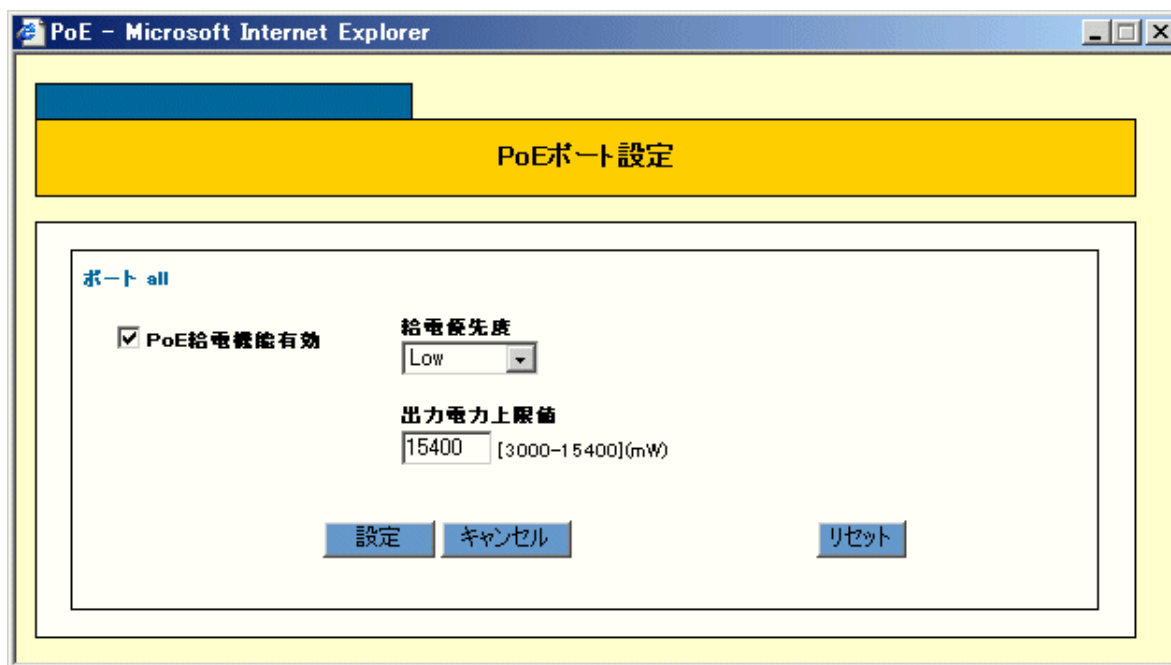 PoE - Microsoft Internet Explorer
PoEポート設定
ポート all
PoE給電機能有効
給電優先度
Low
出力電力上限値
15400 [3000-15400](mW)
設定 キャンセル リセット